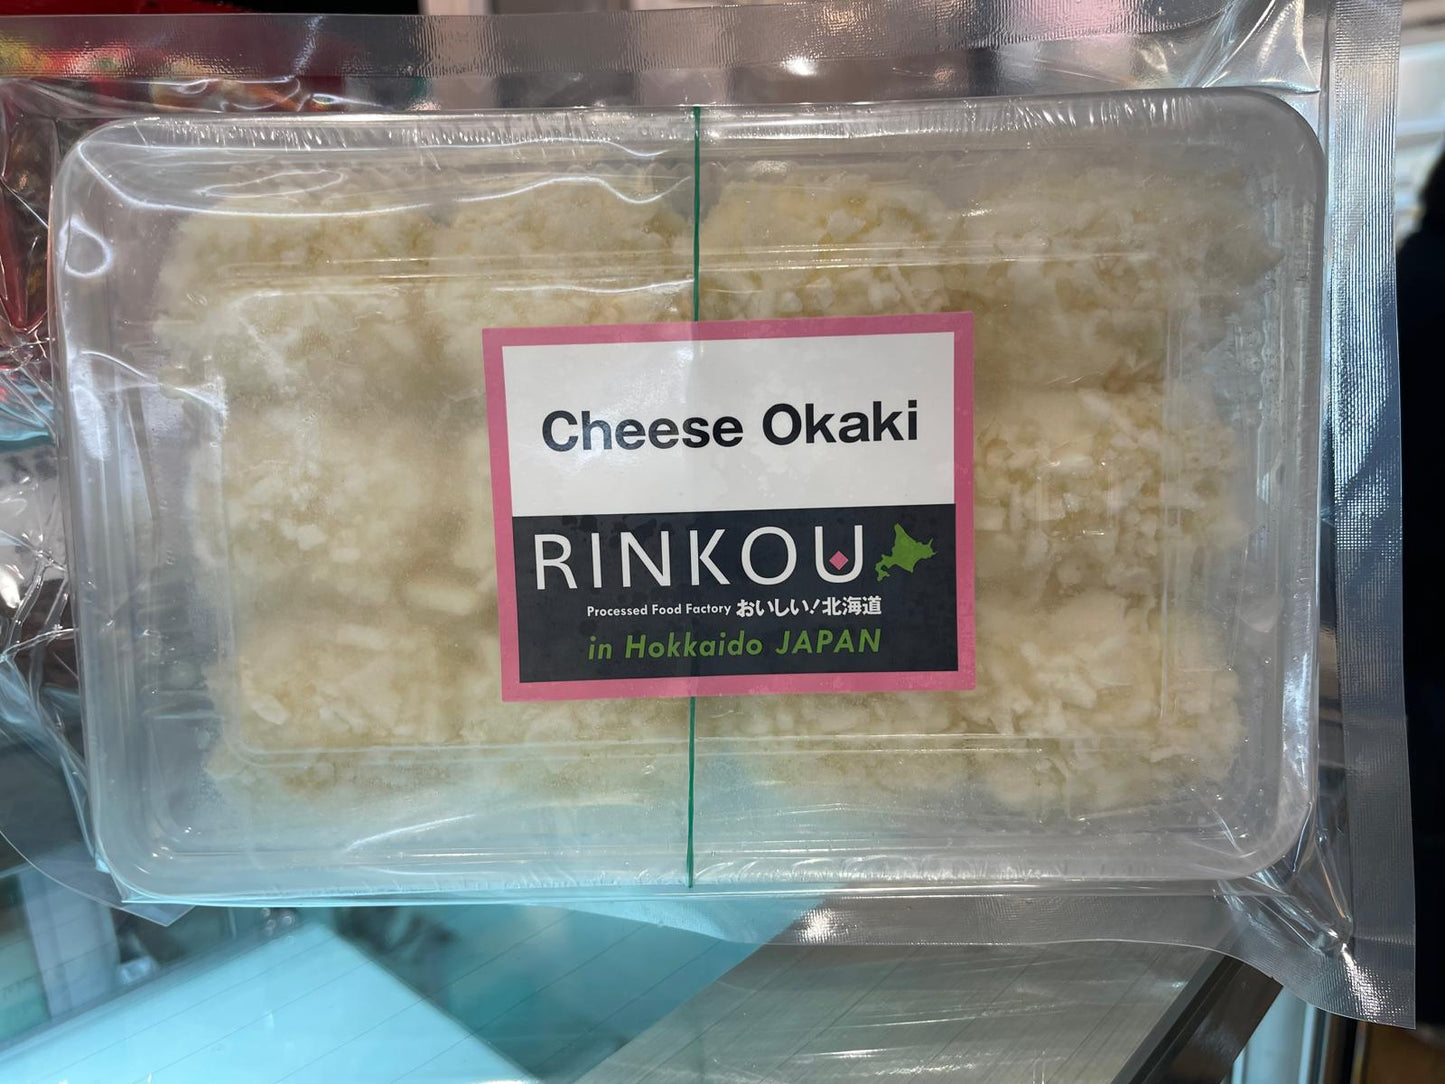 Cheese Okaki
RINKOU
Processed Food Factory おいしい!北海道
in Hokkaido JAPAN